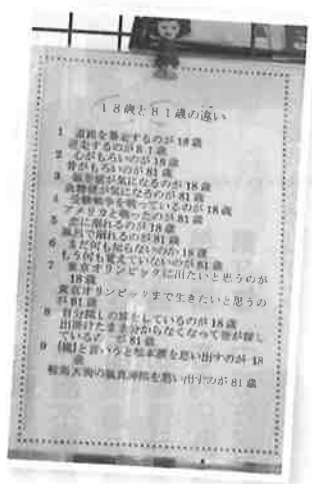 18歳と81歳の違い
1 道路を暴走するのが18歳
逆走するのが81歳
2 心がもろいのが18歳
骨がもろいのが81歳
3 偏差値が気になるのが18歳
血糖値が気になるのが81歳
4 受験戦争を戦っているのが18歳
アメリカと戦ったのが81歳
5 恋に溺れるのが18歳
風呂で溺れるのが81歳
6 まだ何も知らないのが18歳
もう何も覚えていないのが81歳
7 東京オリンピックに出たいと思うのが
18歳
東京オリンピックまで生きたいと思うの
が81歳
8 自分探しの旅をしているのが18歳
出掛けたまま分からなくなって皆が探し
ているのが81歳
9 「嵐」と言うと松本潤を思い出すのが18
歳
鞍馬天狗の嵐寛寿郎を思い出すのが81歳